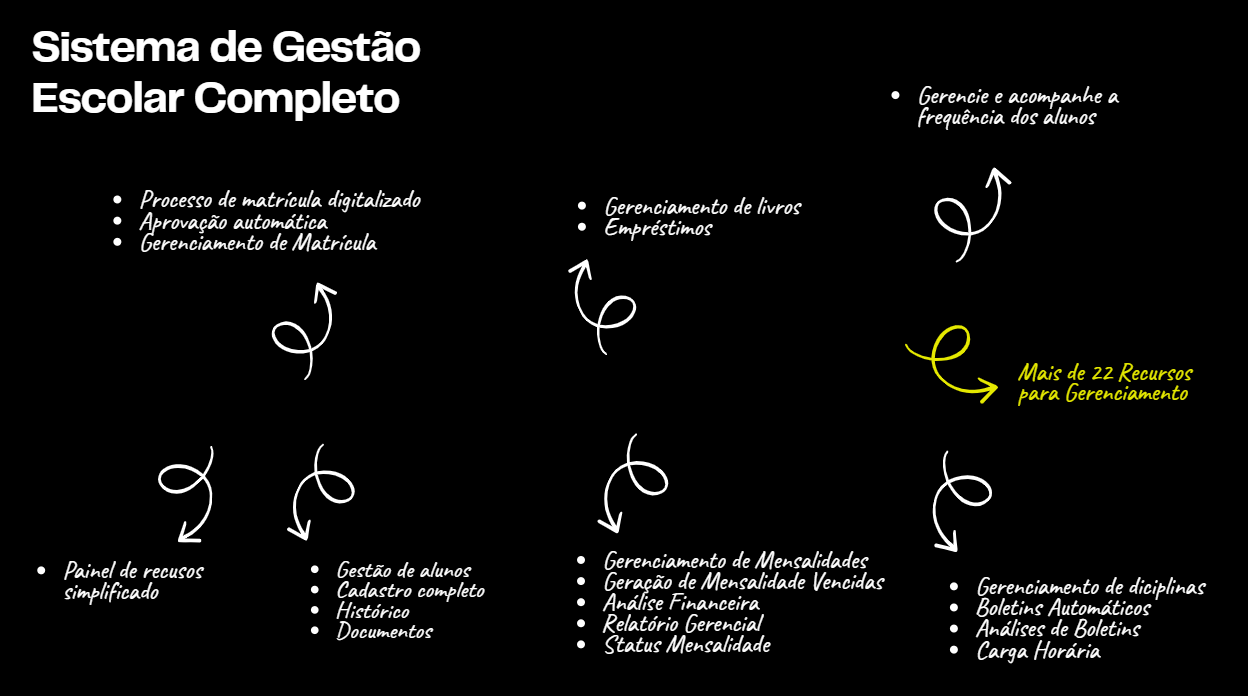 Sistema de Gestão
Escolar Completo
• Gerencie e acompanhe a
frequência dos alunos
• Processo de matrícula digitalizado
• Aprovação automática
• Gerenciamento de Matrícula
• Gerenciamento de livros
• Empréstimos
Mais de 22 Recursos
para Gerenciamento
• Painel de recusos
simplificado
• Gestão de alunos
• Cadastro completo
• Histórico
• Documentos
• Gerenciamento de Mensalidades
• Geração de Mensalidade Vencidas
• Análise Financeira
• Relatório Gerencial
• Status Mensalidade
• Gerenciamento de diciplinas
• Boletins Automáticos
• Análises de Boletins
• Carga Horária